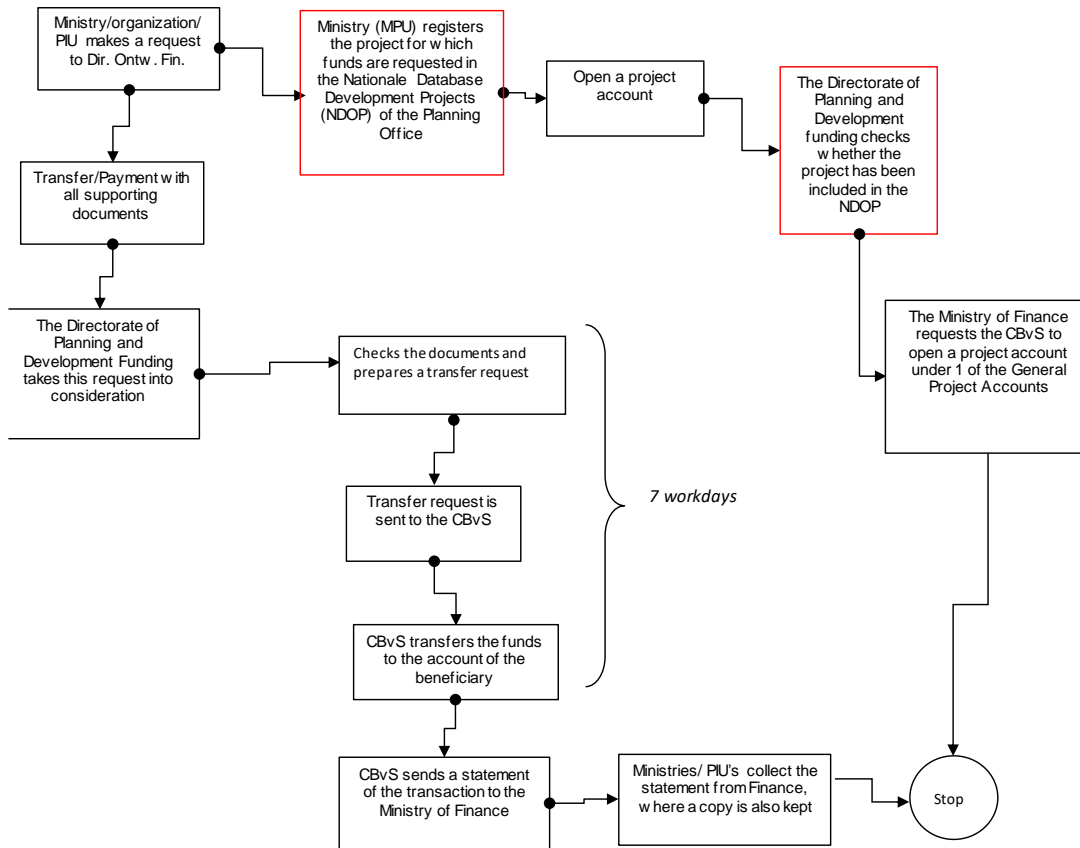 Ministry/organization/
PIU makes a request
to Dir. Ontw. Fin.
Ministry (MPU) registers
the project for which
funds are requested
in the Nationale Database
Development Projects
(NDOP) of the Planning
Office
Open a project
account
The Directorate of
Planning and
Development
funding checks
whether the
project has been
included in the
NDOP
Transfer/Payment with
all supporting
documents
The Directorate of
Planning and
Development Funding
takes this request into
consideration
Checks the documents and
prepares a transfer request
The Ministry of Finance
requests the CBvS to
open a project account
under 1 of the General
Project Accounts
Transfer request is
sent to the CBvS
7 workdays
CBvS transfers the funds
to the account of the
beneficiary
CBvS sends a statement
of the transaction to the
Ministry of Finance
Ministries/ PIU's collect the
statement from Finance,
where a copy is also kept
Stop